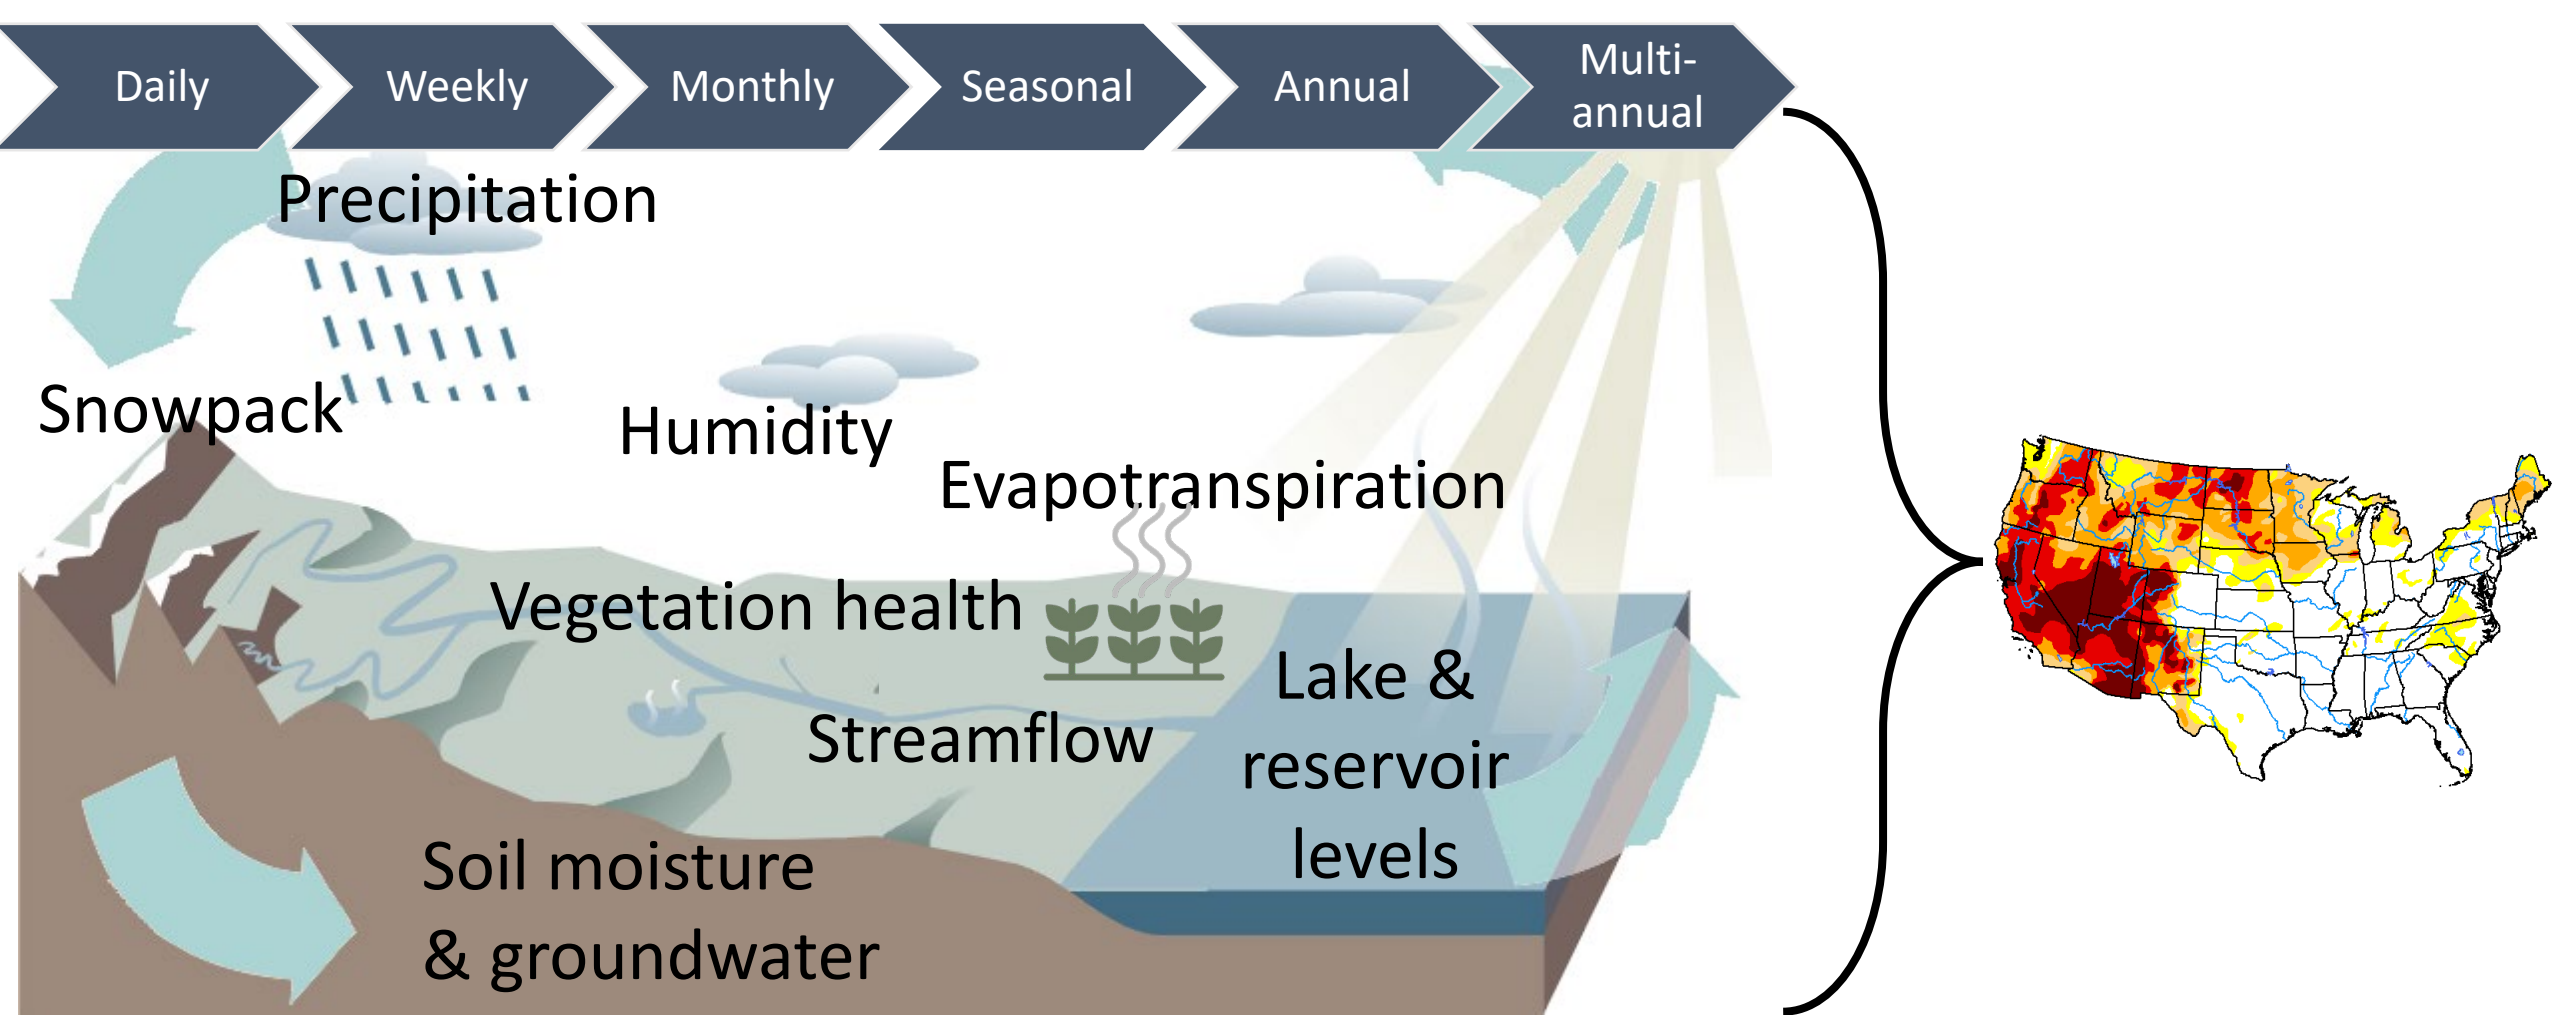 Daily
Weekly
Monthly
Seasonal
Annual
Multi-
annual
Precipitation
Snowpack
Humidity
Evapotranspiration
Vegetation health
Streamflow
Lake &
reservoir
levels
Soil moisture
& groundwater